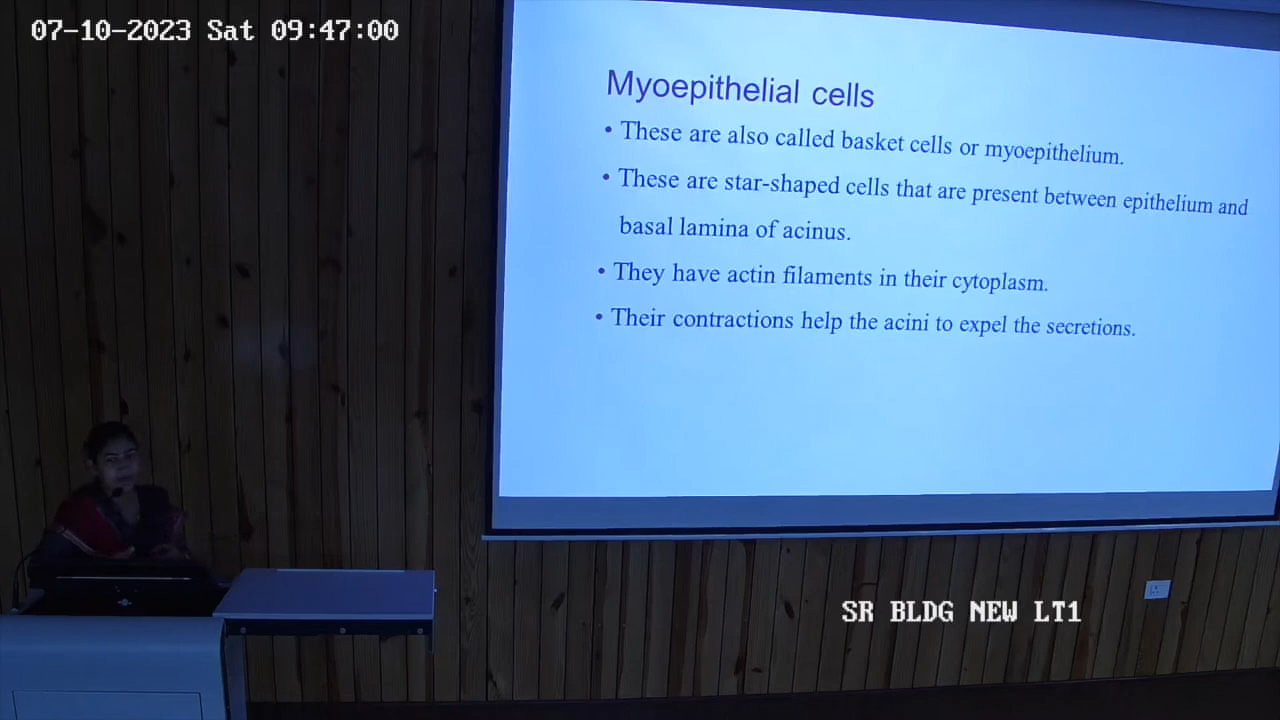 07-10-2023 Sat 09:47:00
Myoepithelial cells
• These are also called basket cells or myoepithelium.
• These are star-shaped cells that are present between epithelium and
basal lamina of acinus.
• They have actin filaments in their cytoplasm.
• Their contractions help the acini to expel the secretions.
SR BLDG NEW LT1